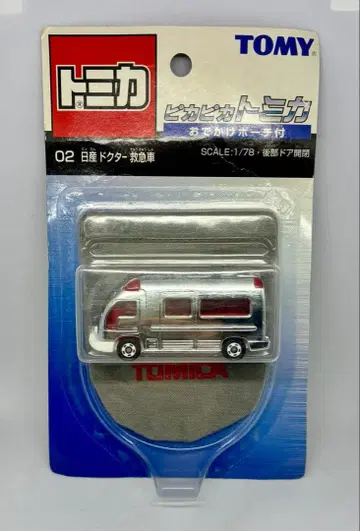 トミカ
TOMY
ピカピカトミカ
おでかけポーチ付
02 日産 ドクター 救急車
SCALE:1/78・後部ドア開閉
TOMICA